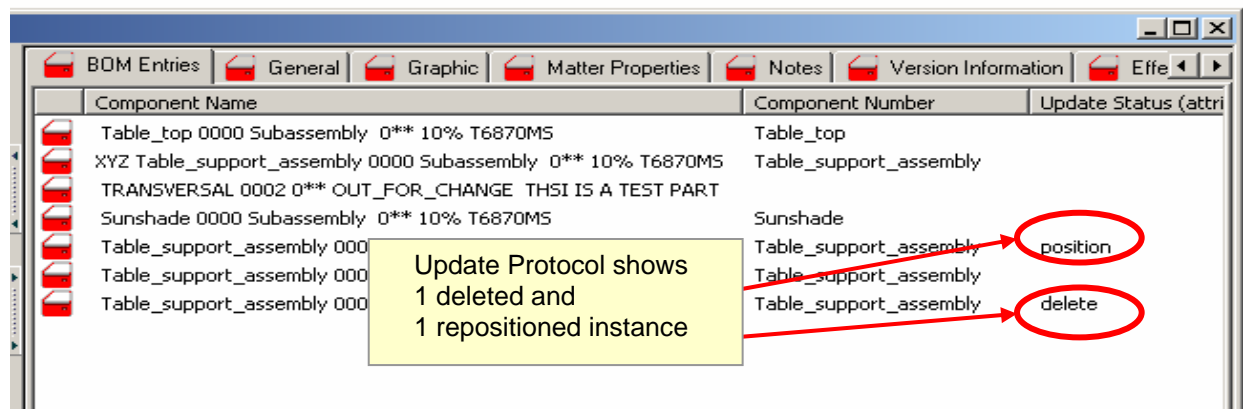 BOM Entries General Graphic Matter Properties Notes Version Information Effe
Component Name Component Number Update Status (attri
Table_top 0000 Subassembly 0** 10% T6870MS Table_top
XYZ Table_support_assembly 0000 Subassembly 0** 10% T6870MS Table_support_assembly
TRANSVERSAL 0002 0** OUT_FOR_CHANGE THSI IS A TEST PART
Sunshade 0000 Subassembly 0** 10% T6870MS Sunshade
Table_support_assembly 000 Table_support_assembly position
Table_support_assembly 000 Table_support_assembly
Table_support_assembly 000 Table_support_assembly delete
Update Protocol shows
1 deleted and
1 repositioned instance